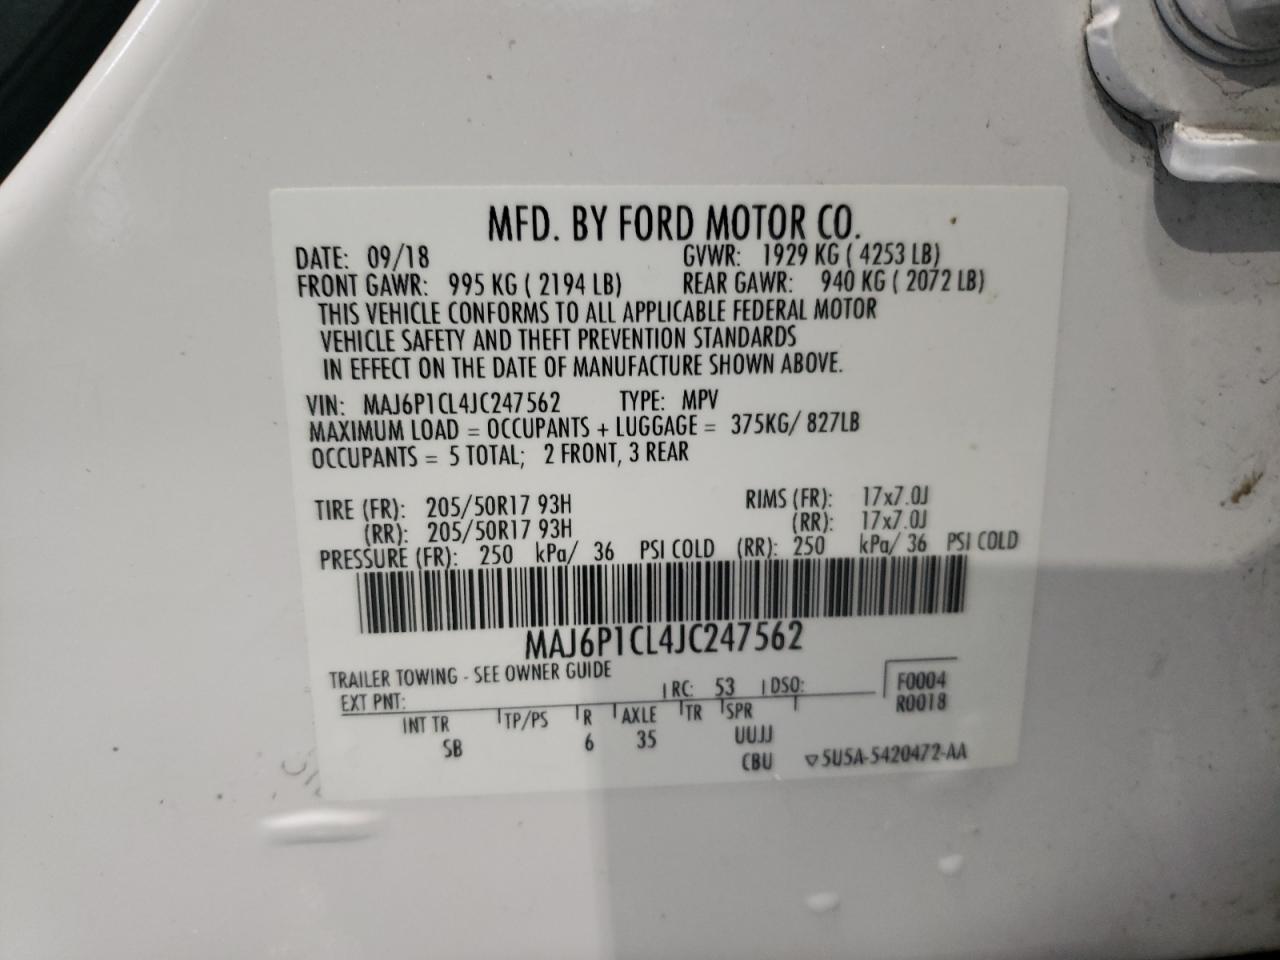 MFD. BY FORD MOTOR CO.
DATE: 09/18 GVWR: 1929 KG ( 4253 LB)
FRONT GAWR: 995 KG ( 2194 LB) REAR GAWR: 940 KG ( 2072 LB)
THIS VEHICLE CONFORMS TO ALL APPLICABLE FEDERAL MOTOR
VEHICLE SAFETY AND THEFT PREVENTION STANDARDS
IN EFFECT ON THE DATE OF MANUFACTURE SHOWN ABOVE.
VIN: MAJ6P1CL4JC247562 TYPE: MPV
MAXIMUM LOAD = OCCUPANTS + LUGGAGE = 375KG/ 827LB
OCCUPANTS = 5 TOTAL; 2 FRONT, 3 REAR
TIRE (FR): 205/50R17 93H RIMS (FR): 17x7.0J
(RR): 205/50R17 93H (RR): 17x7.0J
PRESSURE (FR): 250 kPa/ 36 PSI COLD (RR): 250 kPa/ 36 PSI COLD
MAJ6P1CL4JC247562
TRAILER TOWING - SEE OWNER GUIDE
EXT PNT: RC: 53 DSO: F0004
R0018
INT TR TP/PS R AXLE TR SPR
SB 6 35 UUJJ
CBU ▽5U5A-5420472-AA